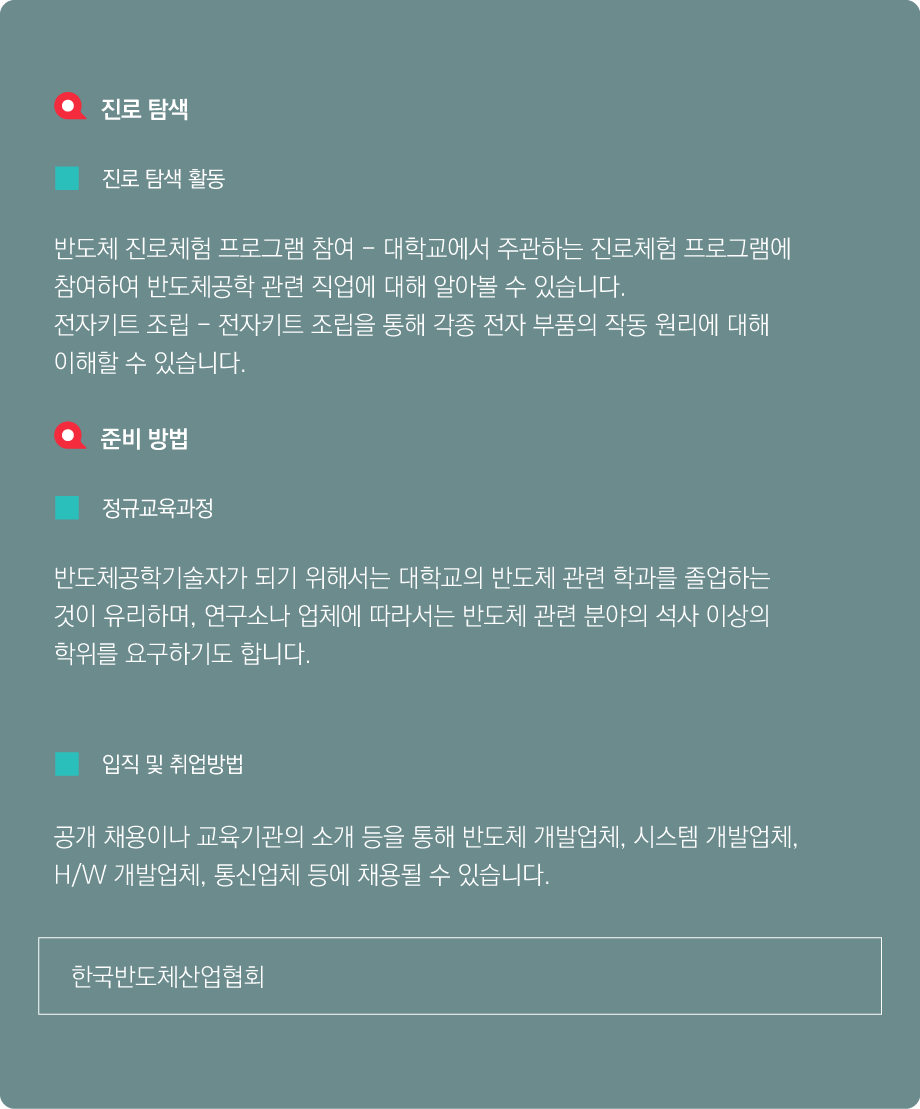 진로 탐색
진로 탐색 활동
반도체 진로체험 프로그램 참여 – 대학교에서 주관하는 진로체험 프로그램에
참여하여 반도체공학 관련 직업에 대해 알아볼 수 있습니다.
전자키트 조립 – 전자키트 조립을 통해 각종 전자 부품의 작동 원리에 대해
이해할 수 있습니다.
준비 방법
정규교육과정
반도체공학기술자가 되기 위해서는 대학교의 반도체 관련 학과를 졸업하는
것이 유리하며, 연구소나 업체에 따라서는 반도체 관련 분야의 석사 이상의
학위를 요구하기도 합니다.
입직 및 취업방법
공개 채용이나 교육기관의 소개 등을 통해 반도체 개발업체, 시스템 개발업체,
H/W 개발업체, 통신업체 등에 채용될 수 있습니다.
한국반도체산업협회